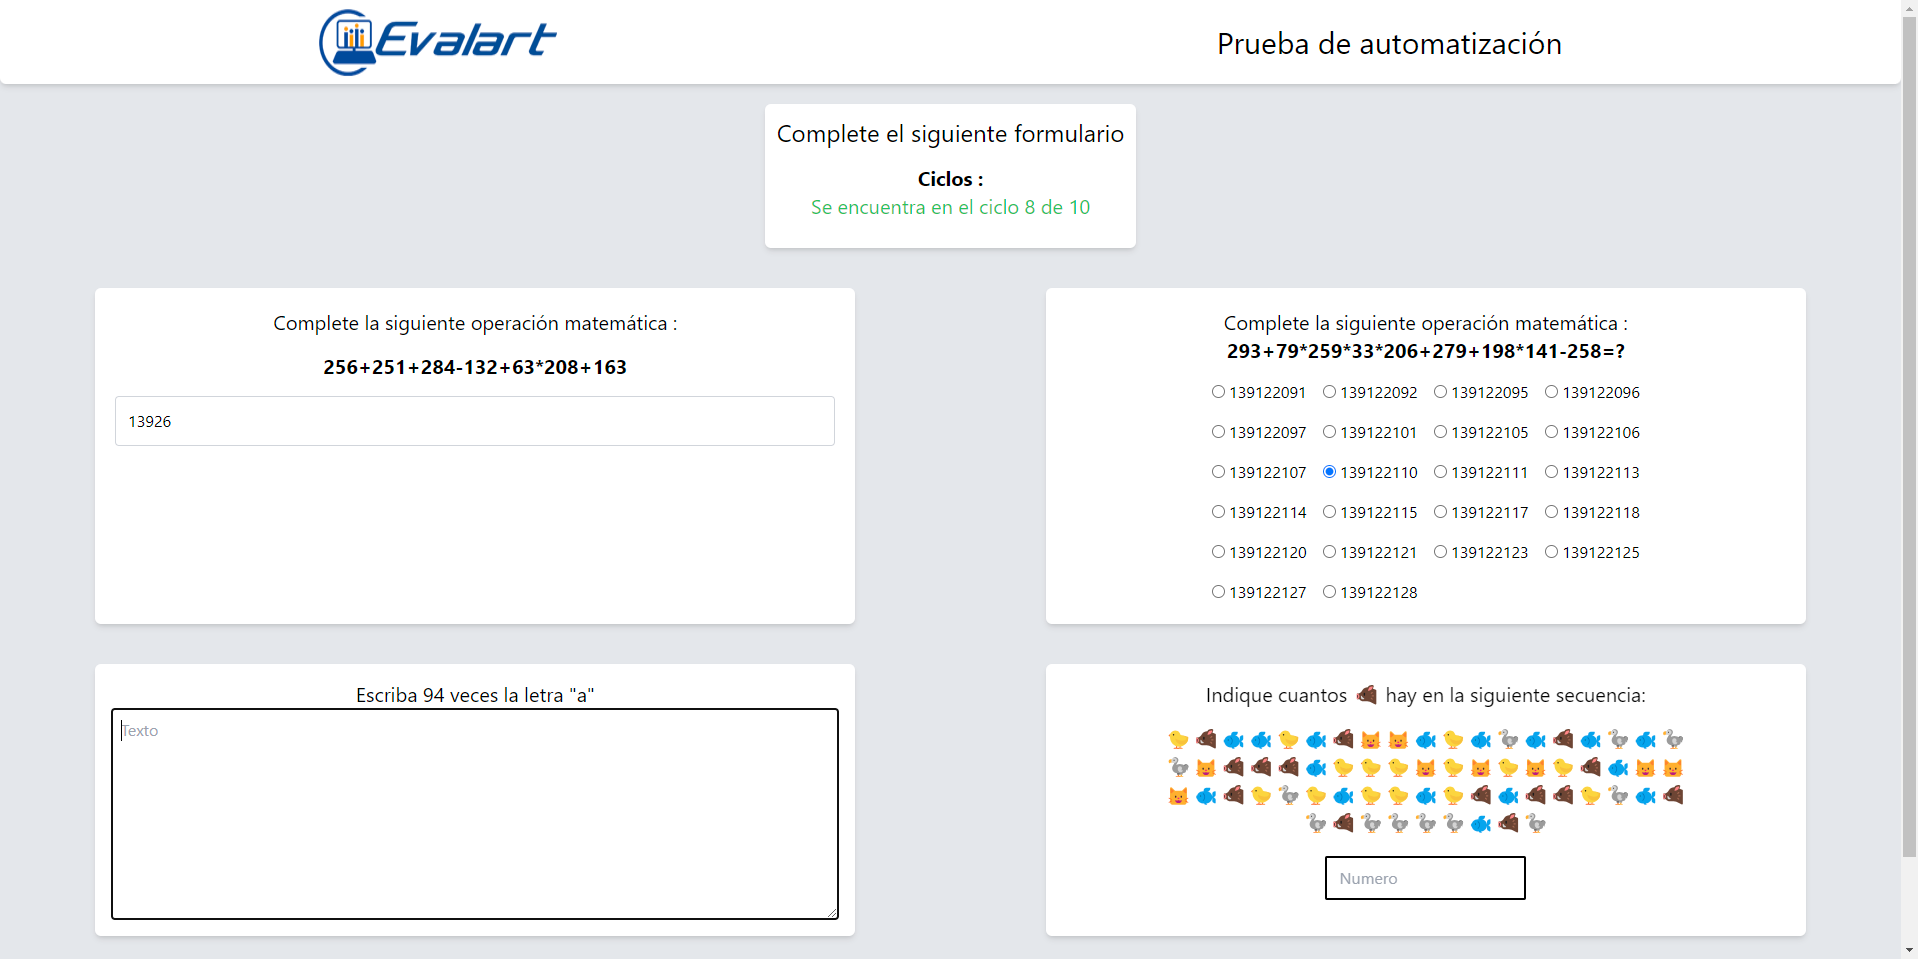 Evalart
Prueba de automatización
Complete el siguiente formulario
Ciclos :
Se encuentra en el ciclo 8 de 10
Complete la siguiente operación matemática :
256+251+284-132+63*208+163
13926
Complete la siguiente operación matemática :
293+79*259*33*206+279+198*141-258=?
139122091 139122092 139122095 139122096
139122097 139122101 139122105 139122106
139122107 139122110 139122111 139122113
139122114 139122115 139122117 139122118
139122120 139122121 139122123 139122125
139122127 139122128
Escriba 94 veces la letra "a"
Texto
Indique cuantos 🐗 hay en la siguiente secuencia:
Numero